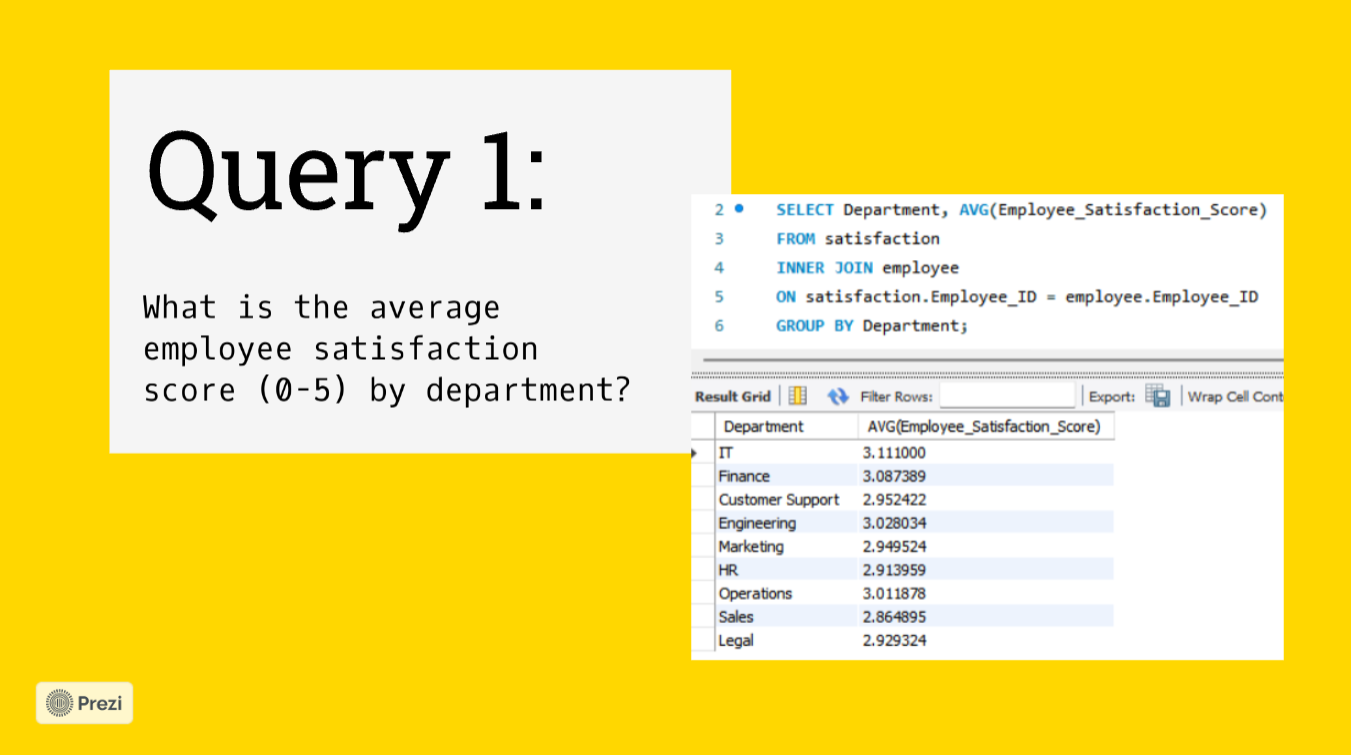 Query 1:
What is the average
employee satisfaction
score (0-5) by department?
2 SELECT Department, AVG(Employee_Satisfaction_Score)
3 FROM satisfaction
4 INNER JOIN employee
5 ON satisfaction.Employee_ID = employee.Employee_ID
6 GROUP BY Department;
Result Grid Filter Rows: Export: Wrap Cell Cont
Department AVG(Employee_Satisfaction_Score)
IT 3.111000
Finance 3.087389
Customer Support 2.952422
Engineering 3.028034
Marketing 2.949524
HR 2.913959
Operations 3.011878
Sales 2.864895
Legal 2.929324
Prezi